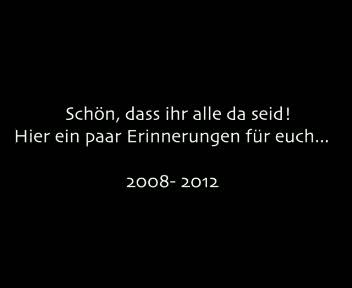 Schön, dass ihr alle da seid!
Hier ein paar Erinnerungen für euch...
2008- 2012